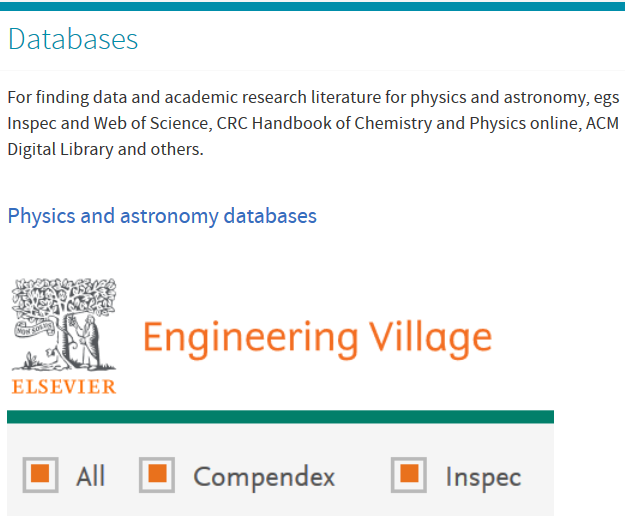 Databases
For finding data and academic research literature for physics and astronomy, egs
Inspec and Web of Science, CRC Handbook of Chemistry and Physics online, ACM
Digital Library and others.
Physics and astronomy databases
NON SOLUS
Engineering Village
ELSEVIER
All Compendex Inspec